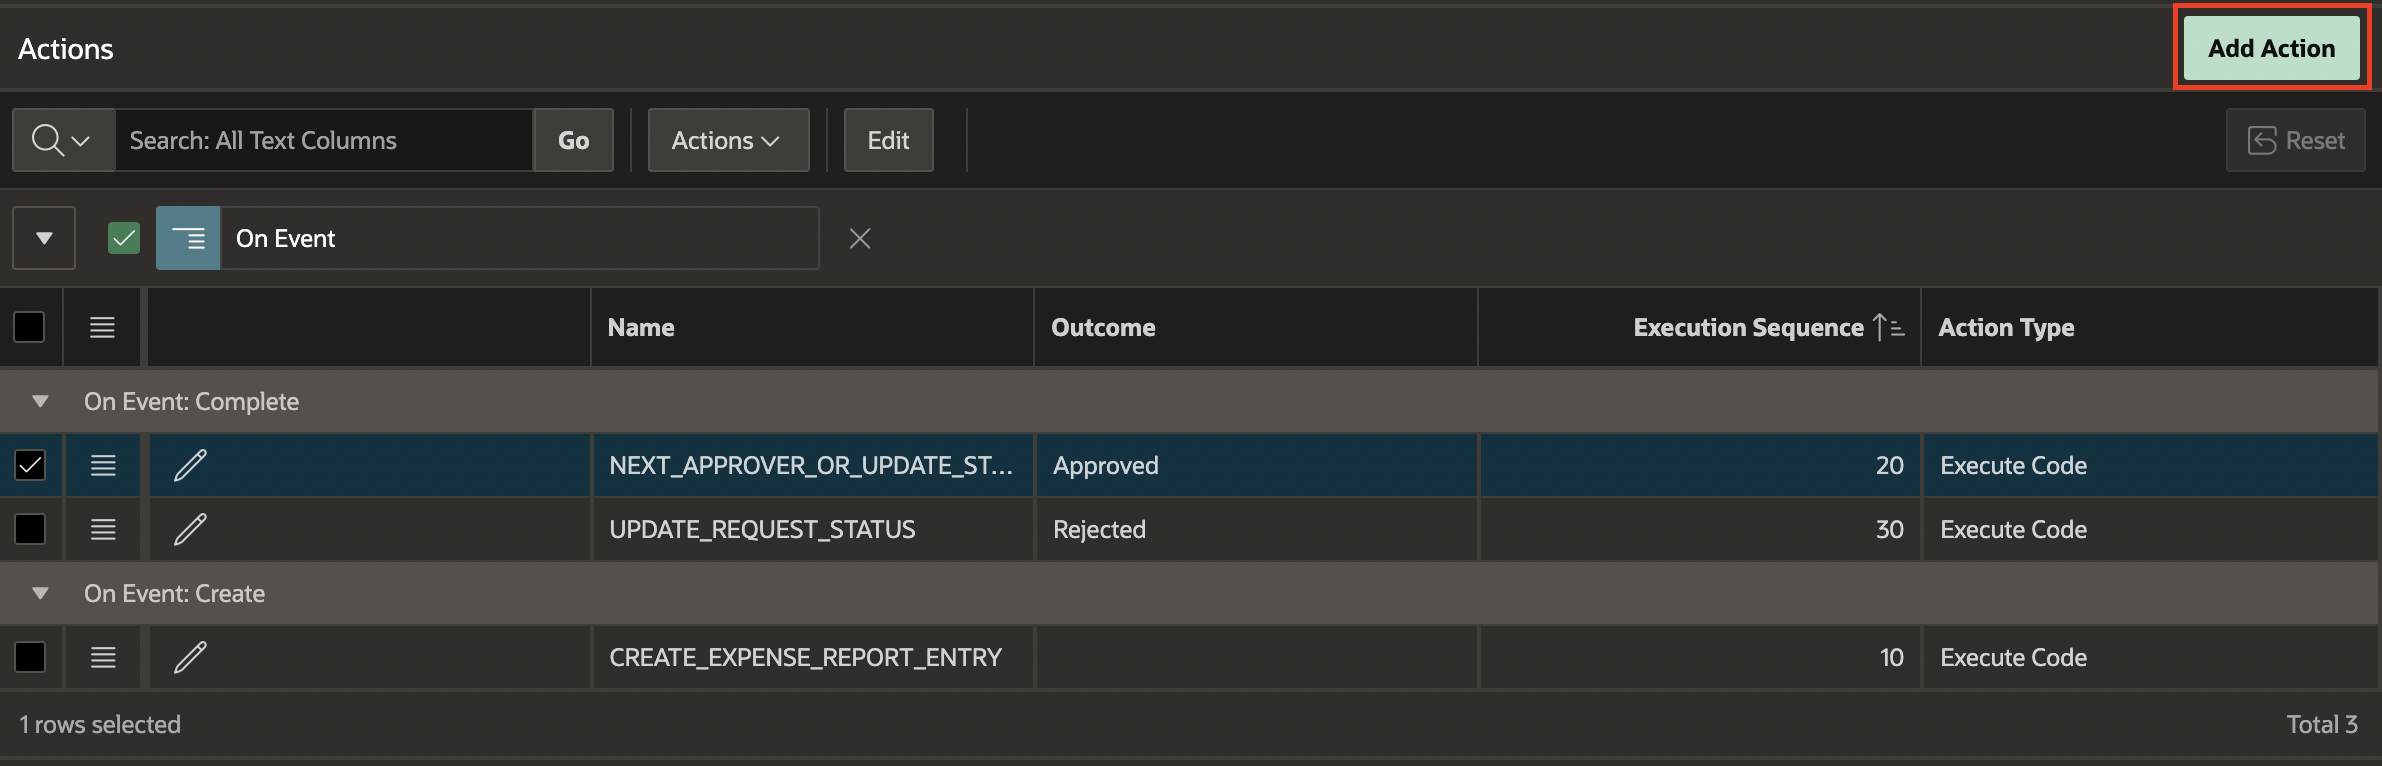 Actions
Add Action
Search: All Text Columns
Go
Actions
Edit
Reset
On Event
Name
Outcome
Execution Sequence
Action Type
On Event: Complete
NEXT_APPROVER_OR_UPDATE_ST... Approved 20 Execute Code
UPDATE_REQUEST_STATUS Rejected 30 Execute Code
On Event: Create
CREATE_EXPENSE_REPORT_ENTRY 10 Execute Code
1 rows selected
Total 3